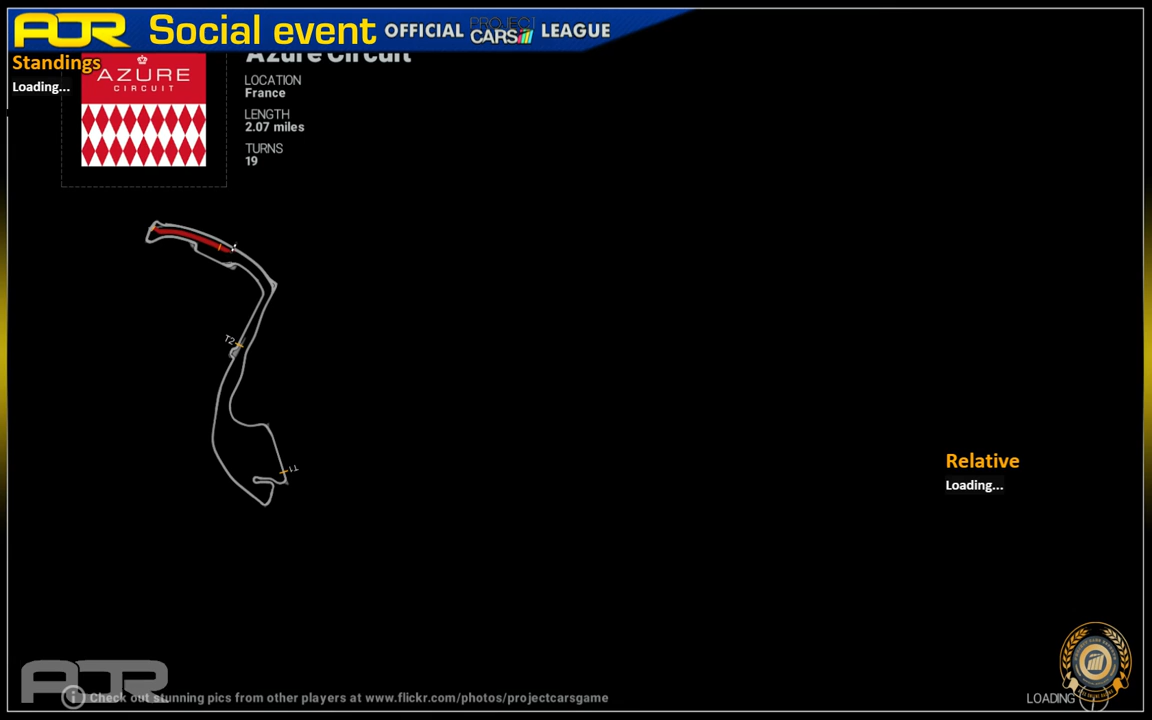 AOR Social event OFFICIAL PROJECT CARS LEAGUE
Standings
Loading...
AZURE
CIRCUIT
Azure Circuit
LOCATION
France
LENGTH
2.07 miles
TURNS
19
T2
T1
Relative
Loading...
AOR
i Check out stunning pics from other players at www.flickr.com/photos/projectcarsgame
LOADING